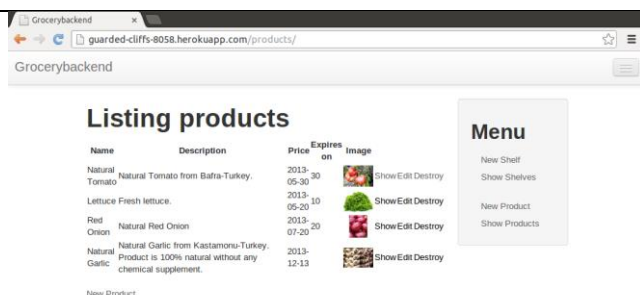 Grocerybackend
guarded-cliffs-8058.herokuapp.com/products/
Grocerybackend
Listing products
Name Description Price Expires on Image
Natural Tomato Natural Tomato from Bafra-Turkey. 2013-05-30 30 Show Edit Destroy
Lettuce Fresh lettuce. 2013-05-20 10 Show Edit Destroy
Red Onion Natural Red Onion 2013-07-20 20 Show Edit Destroy
Natural Garlic Natural Garlic from Kastamonu-Turkey. Product is 100% natural without any chemical supplement. 2013-12-13 Show Edit Destroy
New Product
Menu
New Shelf
Show Shelves
New Product
Show Products